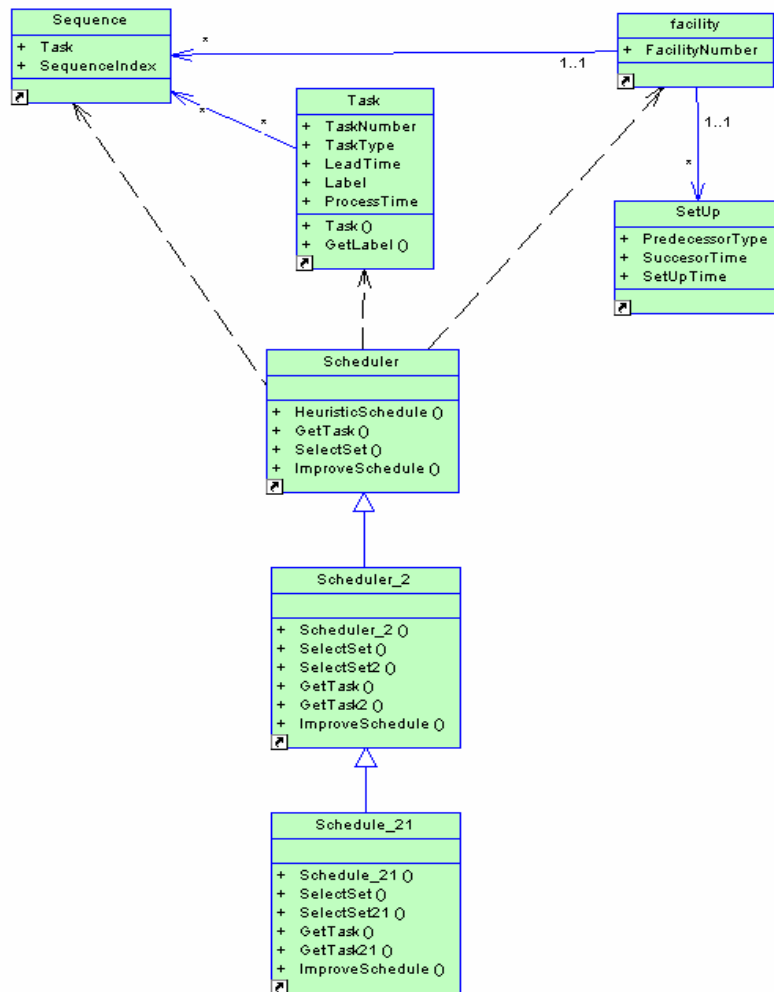 Sequence
+ Task
+ SequenceIndex
facility
+ FacilityNumber
*
1..1
Task
+ TaskNumber
+ TaskType
+ LeadTime
+ Label
+ ProcessTime
+ Task ()
+ GetLabel ()
*
*
1..1
*
SetUp
+ PredecessorType
+ SuccesorTime
+ SetUpTime
Scheduler
+ HeuristicSchedule ()
+ GetTask ()
+ SelectSet ()
+ ImproveSchedule ()
Scheduler_2
+ Scheduler_2 ()
+ SelectSet ()
+ SelectSet2 ()
+ GetTask ()
+ GetTask2 ()
+ ImproveSchedule ()
Schedule_21
+ Schedule_21 ()
+ SelectSet ()
+ SelectSet21 ()
+ GetTask ()
+ GetTask21 ()
+ ImproveSchedule ()